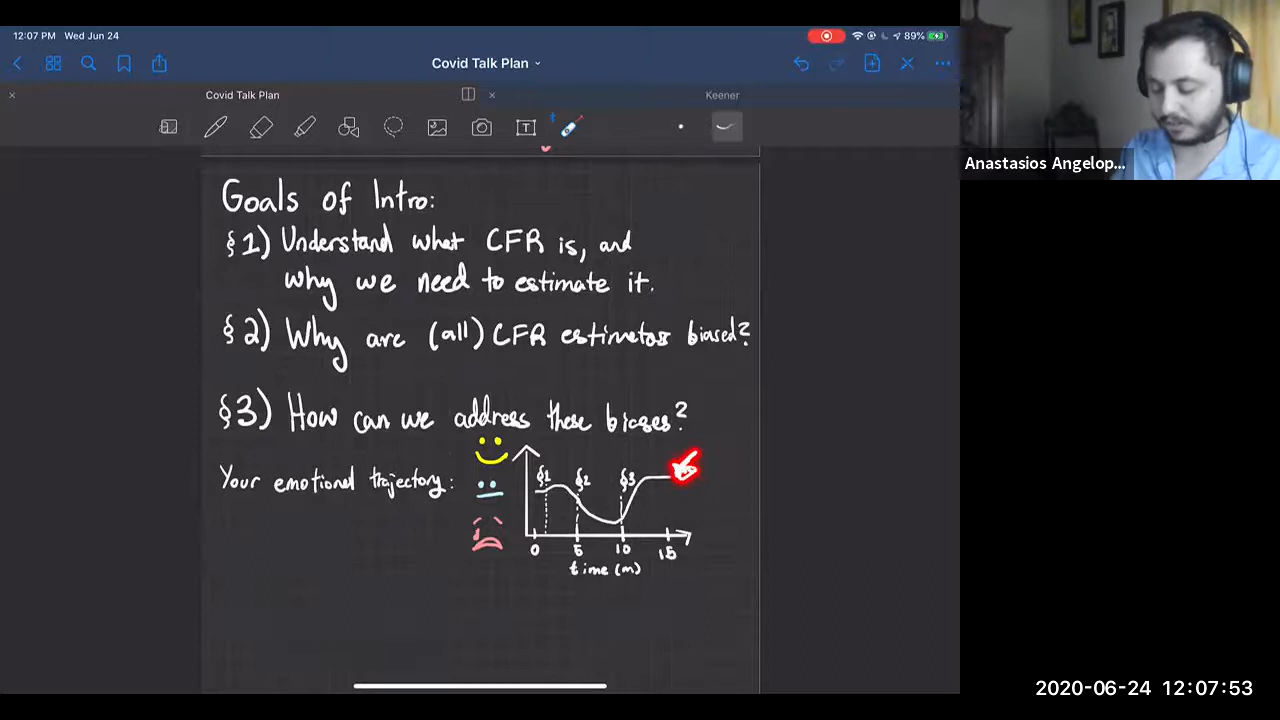 12:07 PM Wed Jun 24
89%
Covid Talk Plan
Covid Talk Plan
Keener
T
Anastasios Angelop...
Goals of Intro:
§1) Understand what CFR is, and
why we need to estimate it.
§2) Why are (all) CFR estimators biased?
§3) How can we address these biases?
Your emotional trajectory:
§1 §2 §3
0 5 10 15
time (m)
2020-06-24 12:07:53